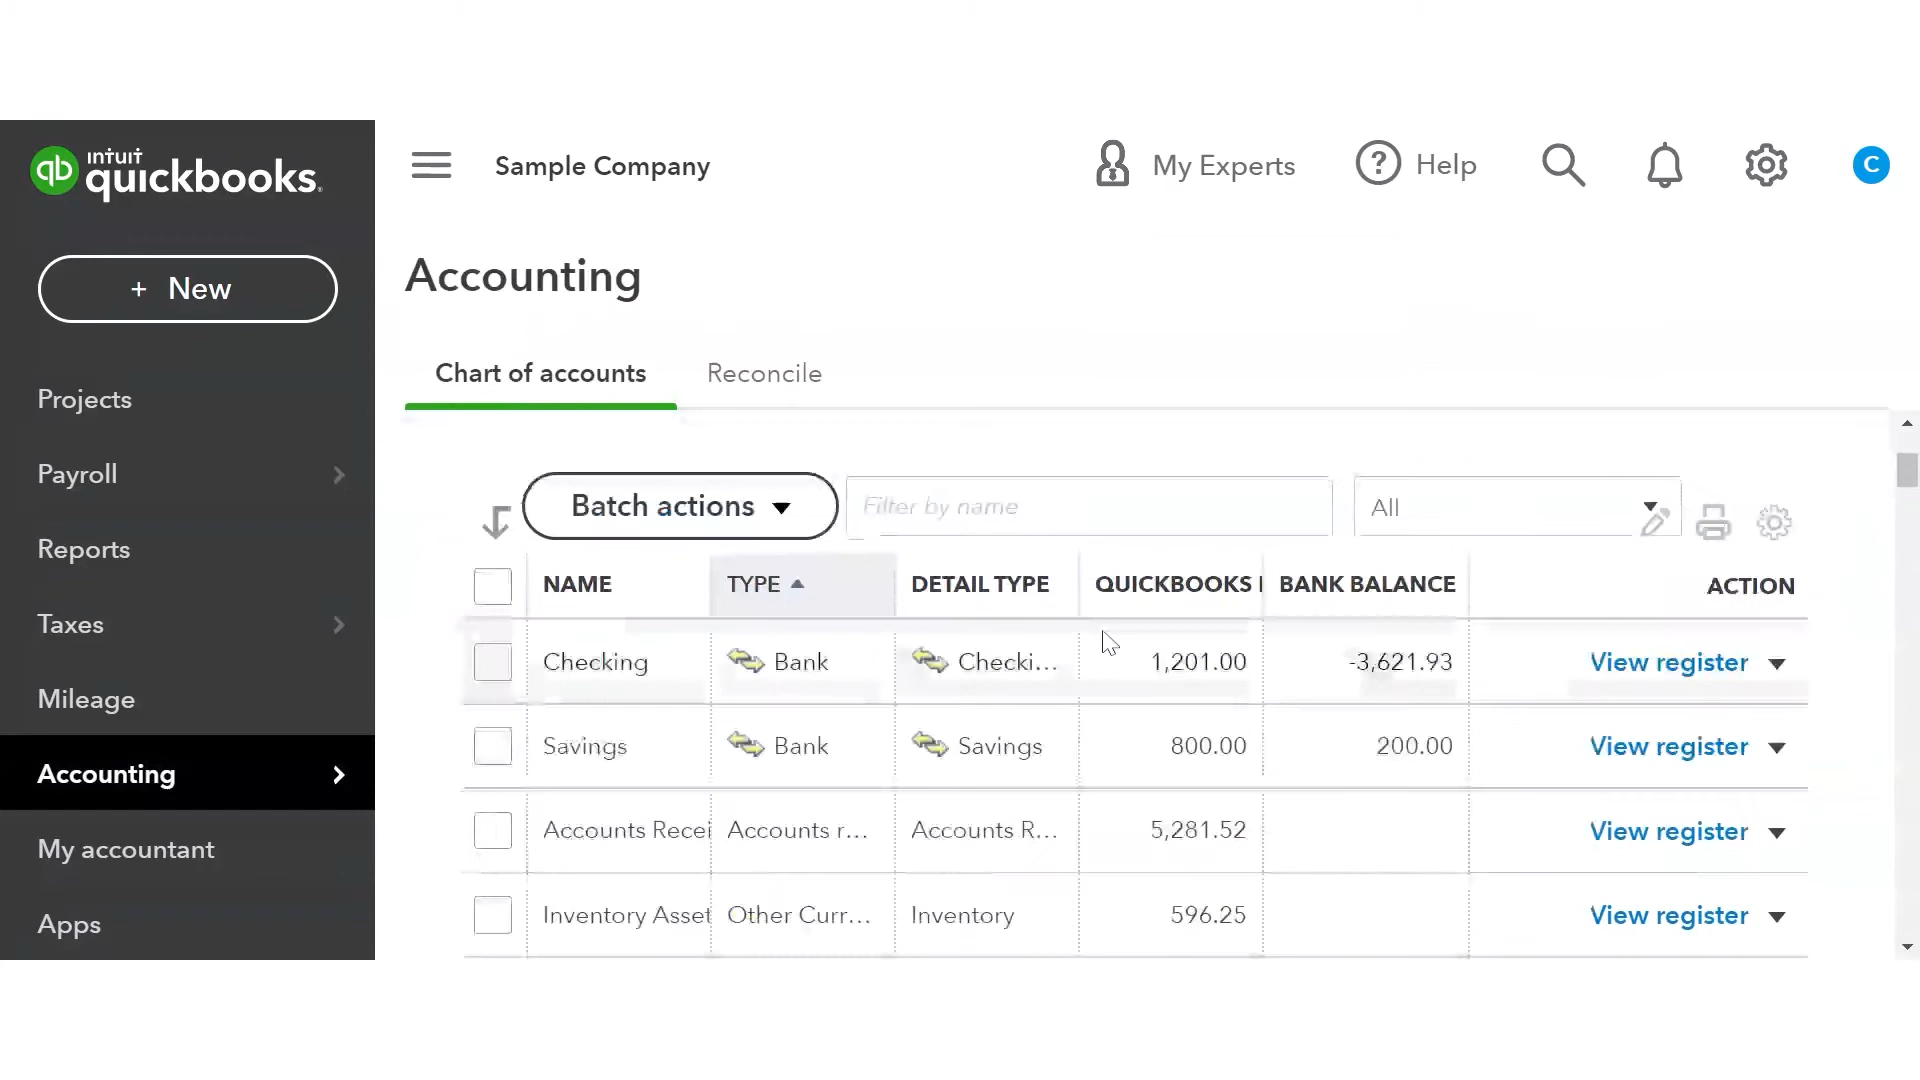 intuit
quickbooks.
Sample Company
My Experts
? Help
C
+ New
Accounting
Chart of accounts
Reconcile
Projects
Payroll
Reports
Taxes
Mileage
Accounting
My accountant
Apps
Batch actions
Filter by name
All
NAME TYPE DETAIL TYPE QUICKBOOKS BANK BALANCE ACTION
Checking Bank Checki... 1,201.00 -3,621.93 View register
Savings Bank Savings 800.00 200.00 View register
Accounts Recei Accounts r... Accounts R... 5,281.52 View register
Inventory Asset Other Curr... Inventory 596.25 View register